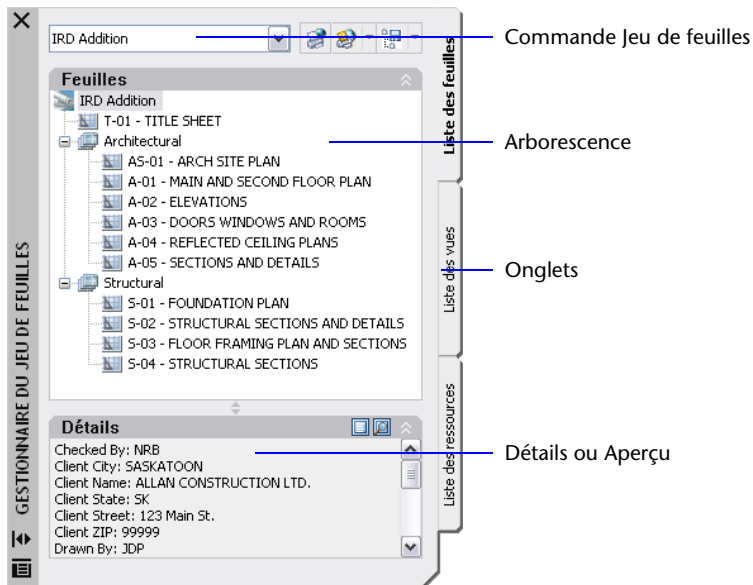 IRD Addition
Commande Jeu de feuilles
Feuilles
IRD Addition
T-01 - TITLE SHEET
Architectural
AS-01 - ARCH SITE PLAN
A-01 - MAIN AND SECOND FLOOR PLAN
A-02 - ELEVATIONS
A-03 - DOORS WINDOWS AND ROOMS
A-04 - REFLECTED CEILING PLANS
A-05 - SECTIONS AND DETAILS
Structural
S-01 - FOUNDATION PLAN
S-02 - STRUCTURAL SECTIONS AND DETAILS
S-03 - FLOOR FRAMING PLAN AND SECTIONS
S-04 - STRUCTURAL SECTIONS
Arborescence
Onglets
Liste des feuilles
Liste des vues
Liste des ressources
GESTIONNAIRE DU JEU DE FEUILLES
Détails
Checked By: NRB
Client City: SASKATOON
Client Name: ALLAN CONSTRUCTION LTD.
Client State: SK
Client Street: 123 Main St.
Client ZIP: 99999
Drawn By: JDP
Détails ou Aperçu